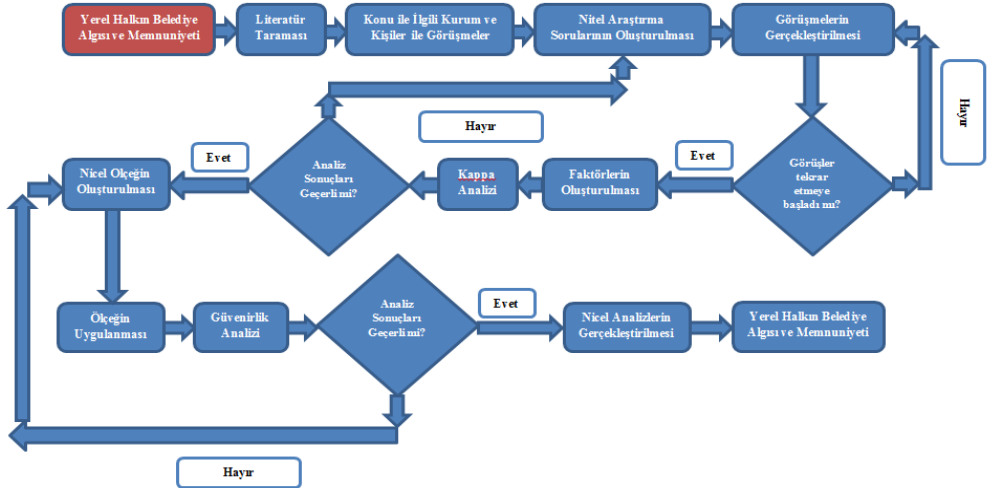 Yerel Halkın Belediye
Algısı ve Memnuniyeti
Literatür
Taraması
Konu ile İlgili Kurum ve
Kişiler ile Görüşmeler
Nitel Araştırma
Sorularının Oluşturulması
Görüşmelerin
Gerçekleştirilmesi
Hayır
Hayır
Evet
Analiz
Sonuçları
Geçerli mi?
Evet
Görüşler
tekrar
etmeye
başladı mı?
Nicel Ölçeğin
Oluşturulması
Kappa
Analizi
Faktörlerin
Oluşturulması
Analiz
Sonuçları
Geçerli mi?
Evet
Ölçeğin
Uygulanması
Güvenirlik
Analizi
Nicel Analizlerin
Gerçekleştirilmesi
Yerel Halkın Belediye
Algısı ve Memnuniyeti
Hayır